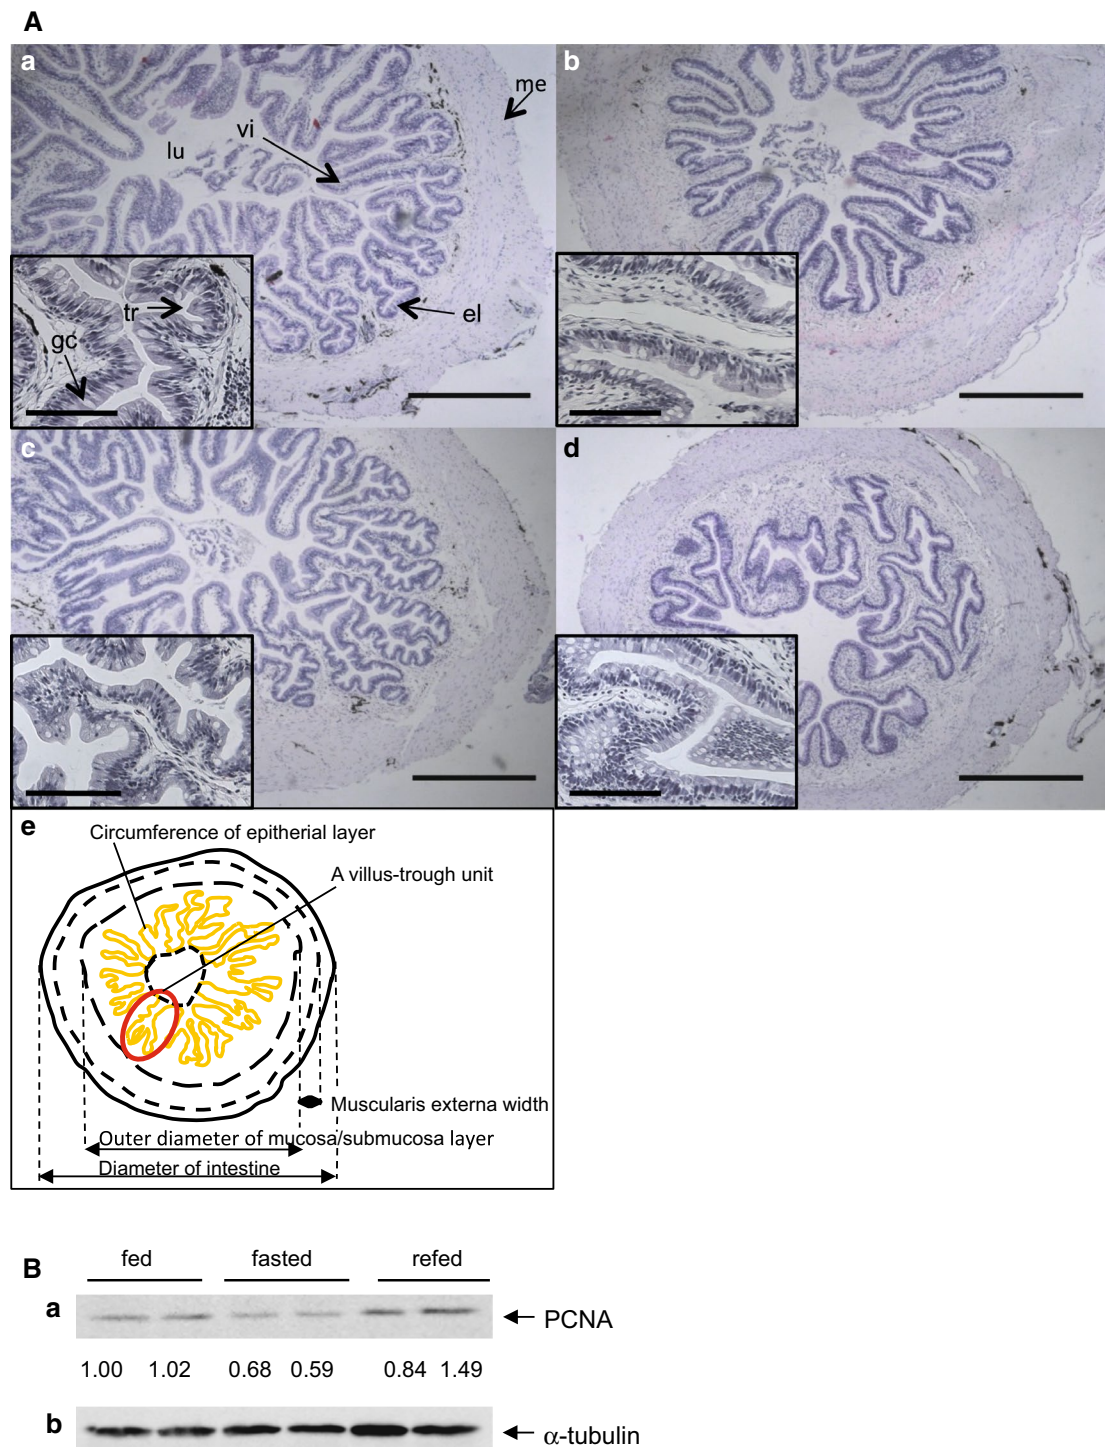 A
a
me
vi
lu
tr
el
gc
b
c
d
e
Circumference of epitherial layer
A villus-trough unit
Muscularis externa width
Outer diameter of mucosa/submucosa layer
Diameter of intestine
B
fed fasted refed
a
PCNA
1.00 1.02 0.68 0.59 0.84 1.49
b
α-tubulin